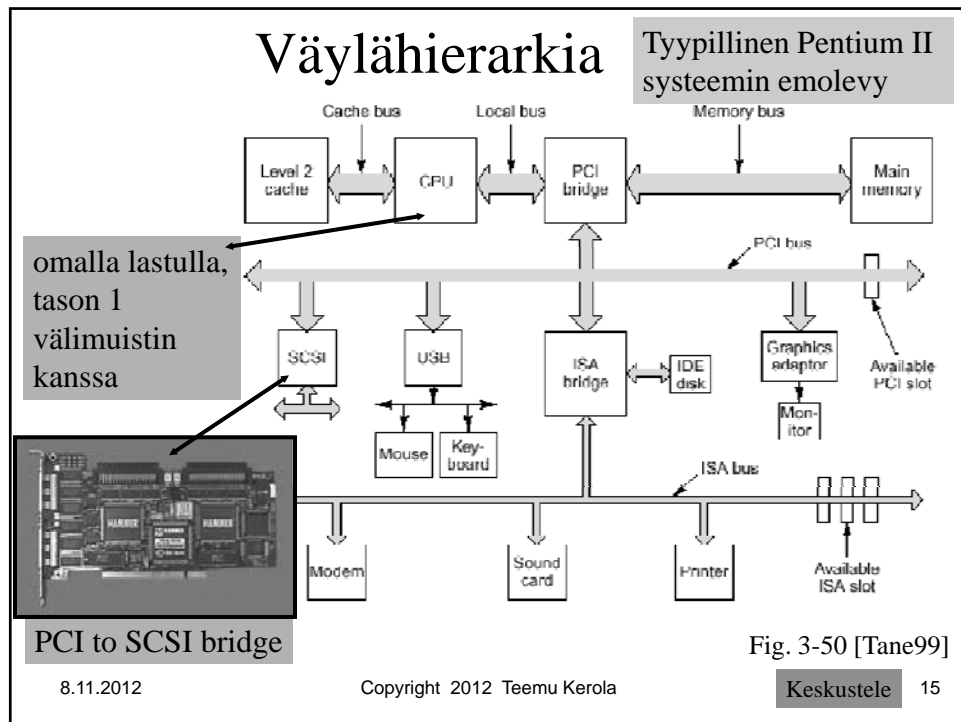 Väylähierarkia
Tyypillinen Pentium II
systeemin emolevy
Cache bus
Local bus
Memory bus
Level 2
cache
CPU
PCI
bridge
Main
memory
omalla lastulla,
tason 1
välimuistin
kanssa
PCI bus
SCSI
USB
ISA
bridge
IDE
disk
Graphics
adaptor
Available
PCI slot
Mon-
itor
Mouse
Key-
board
ISA bus
HAMMER
HAMMER
Modem
Sound
card
Printer
Available
ISA slot
PCI to SCSI bridge
Fig. 3-50 [Tane99]
8.11.2012
Copyright 2012 Teemu Kerola
Keskustele
15